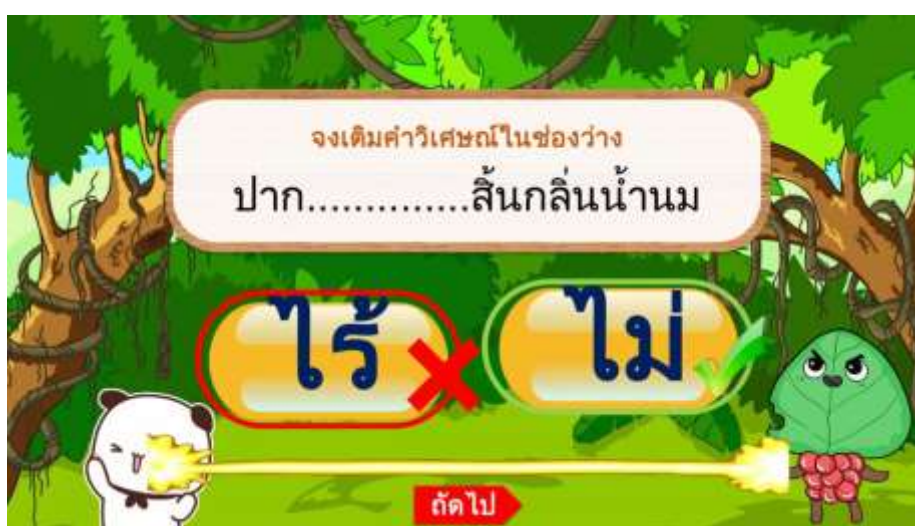 จงเติมคำวิเศษณ์ในช่องว่าง
ปาก..............สิ้นกลิ่นน้ำนม
ไร้ ไม่
ถัดไป